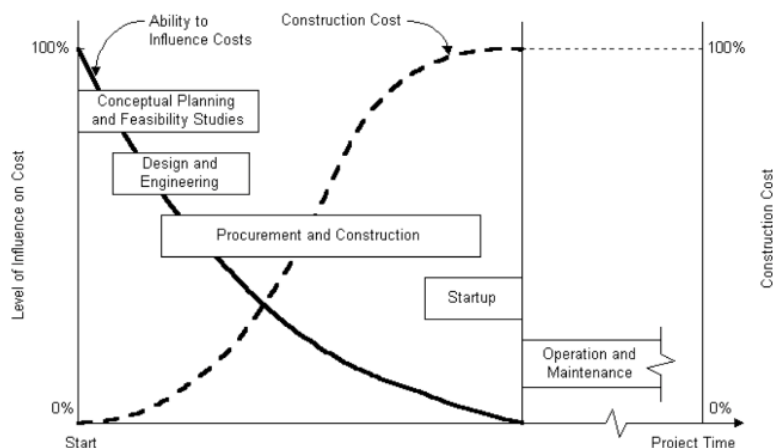 Ability to
Influence Costs
Construction Cost
100%
100%
Conceptual Planning
and Feasibility Studies
Design and
Engineering
Procurement and Construction
Startup
Operation and
Maintenance
Level of Influence on Cost
Construction Cost
0%
0%
Start
Project Time